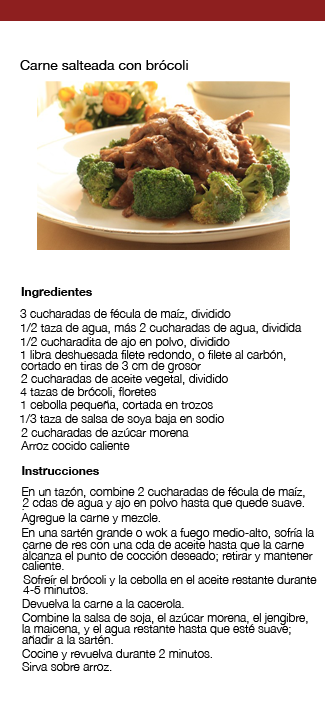 Carne salteada con brócoli
Ingredientes
3 cucharadas de fécula de maíz, dividido
1/2 taza de agua, más 2 cucharadas de agua, dividida
1/2 cucharadita de ajo en polvo, dividido
1 libra deshuesada filete redondo, o filete al carbón,
cortado en tiras de 3 cm de grosor
2 cucharadas de aceite vegetal, dividido
4 tazas de brócoli, floretes
1 cebolla pequeña, cortada en trozos
1/3 taza de salsa de soya baja en sodio
2 cucharadas de azúcar morena
Arroz cocido caliente
Instrucciones
En un tazón, combine 2 cucharadas de fécula de maíz,
2 cdas de agua y ajo en polvo hasta que quede suave.
Agregue la carne y mezcle.
En una sartén grande o wok a fuego medio-alto, sofría la
carne de res con una cda de aceite hasta que la carne
alcanza el punto de cocción deseado; retirar y mantener
caliente.
Sofreír el brócoli y la cebolla en el aceite restante durante
4-5 minutos.
Devuelva la carne a la cacerola.
Combine la salsa de soja, el azúcar morena, el jengibre,
la maicena, y el agua restante hasta que esté suave;
añadir a la sartén.
Cocine y revuelva durante 2 minutos.
Sirva sobre arroz.